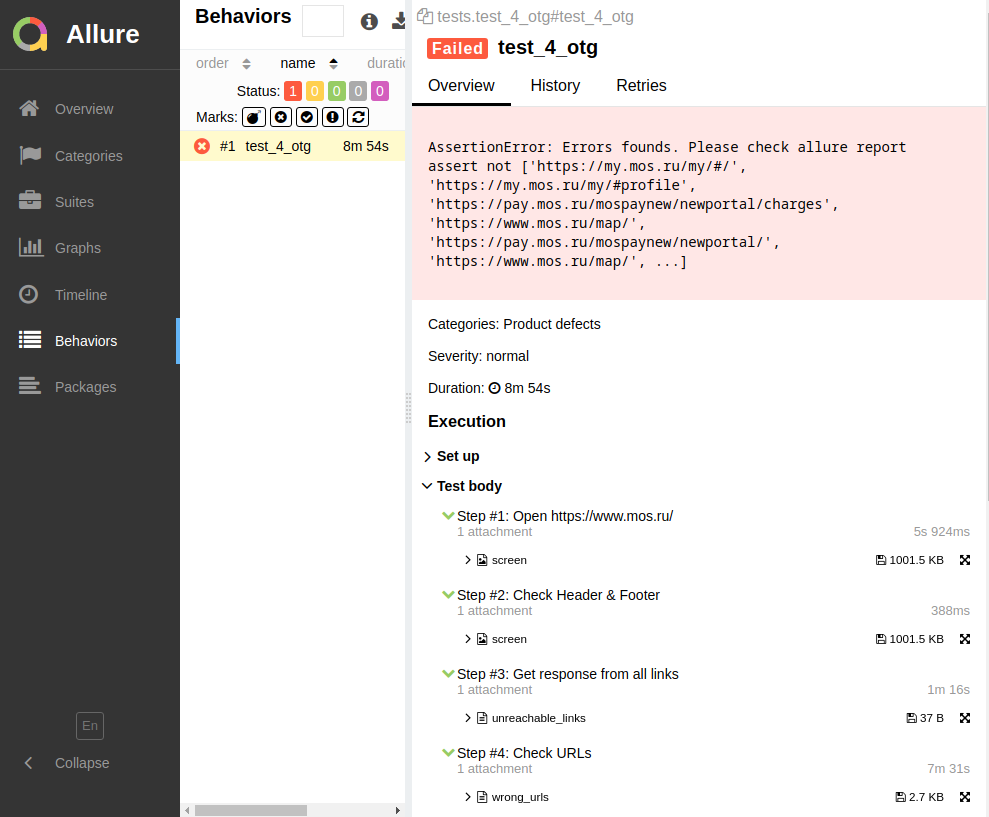 Allure
Overview
Categories
Suites
Graphs
Timeline
Behaviors
Packages
En
Collapse
Behaviors
order name
Status: 1 0 0 0 0
Marks:
#1 test_4_otg 8m 54s
tests.test_4_otg#test_4_otg
Failed test_4_otg
Overview History Retries
AssertionError: Errors founds. Please check allure report
assert not ['https://my.mos.ru/my/#/',
'https://my.mos.ru/my/#profile',
'https://pay.mos.ru/mospaynew/newportal/charges',
'https://www.mos.ru/map/',
'https://pay.mos.ru/mospaynew/newportal/',
'https://www.mos.ru/map/', ...]
Categories: Product defects
Severity: normal
Duration: 8m 54s
Execution
Set up
Test body
Step #1: Open https://www.mos.ru/
1 attachment 5s 924ms
screen 1001.5 KB
Step #2: Check Header & Footer
1 attachment 388ms
screen 1001.5 KB
Step #3: Get response from all links
1 attachment 1m 16s
unreachable_links 37 B
Step #4: Check URLs
1 attachment 7m 31s
wrong_urls 2.7 KB